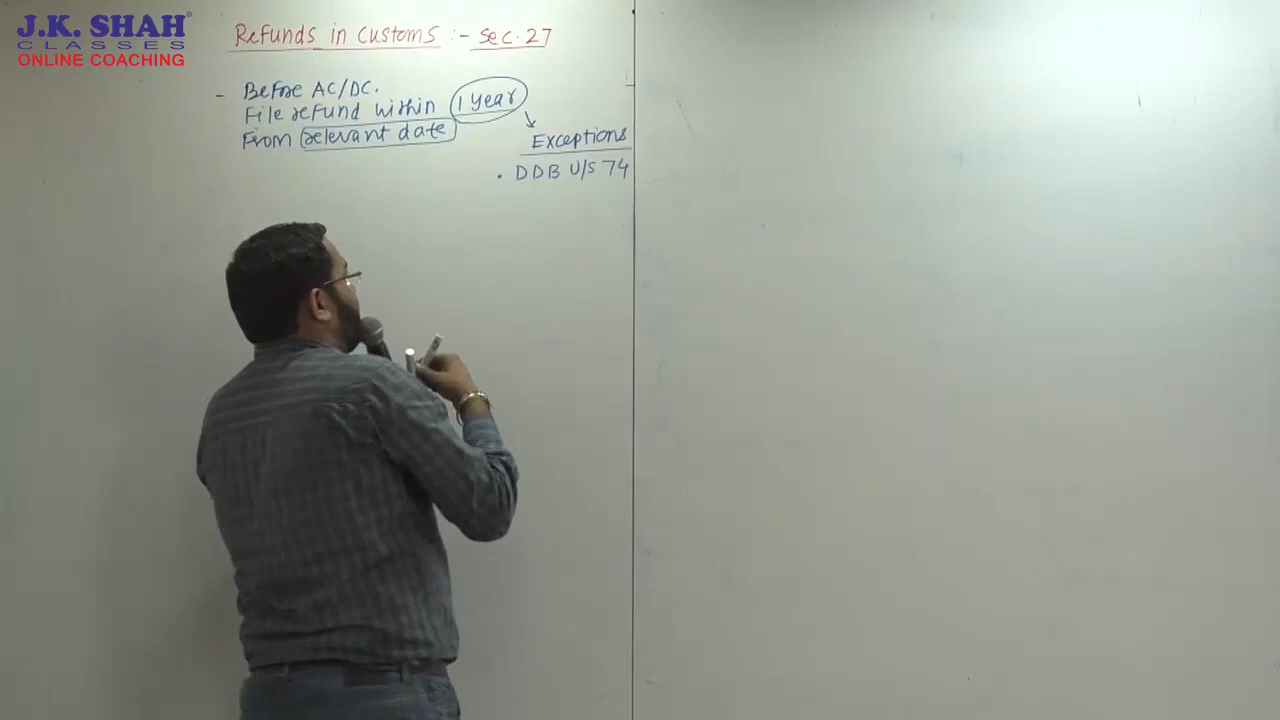 J.K. SHAH®
CLASSES
ONLINE COACHING
Refunds in Customs :- Sec. 27
- Before AC/DC.
File refund within 1 year
From relevant date
Exceptions
. DDB U/S 74